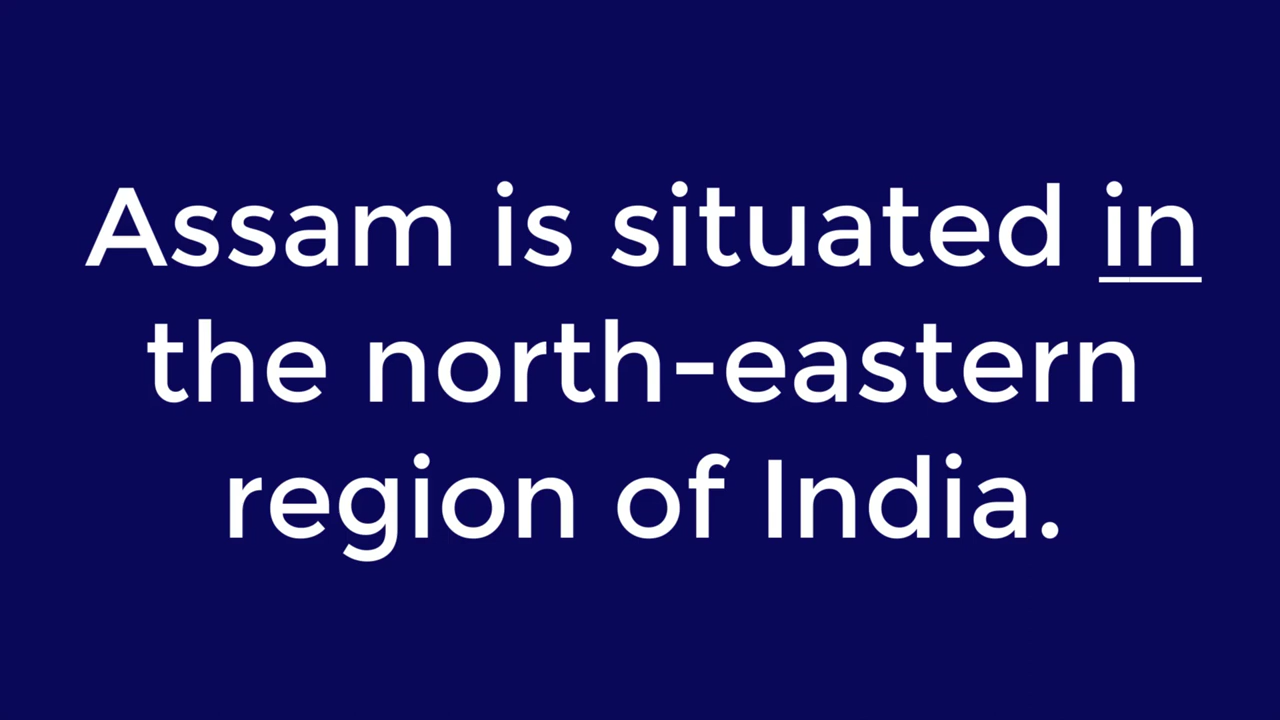 Assam is situated in
the north-eastern
region of India.